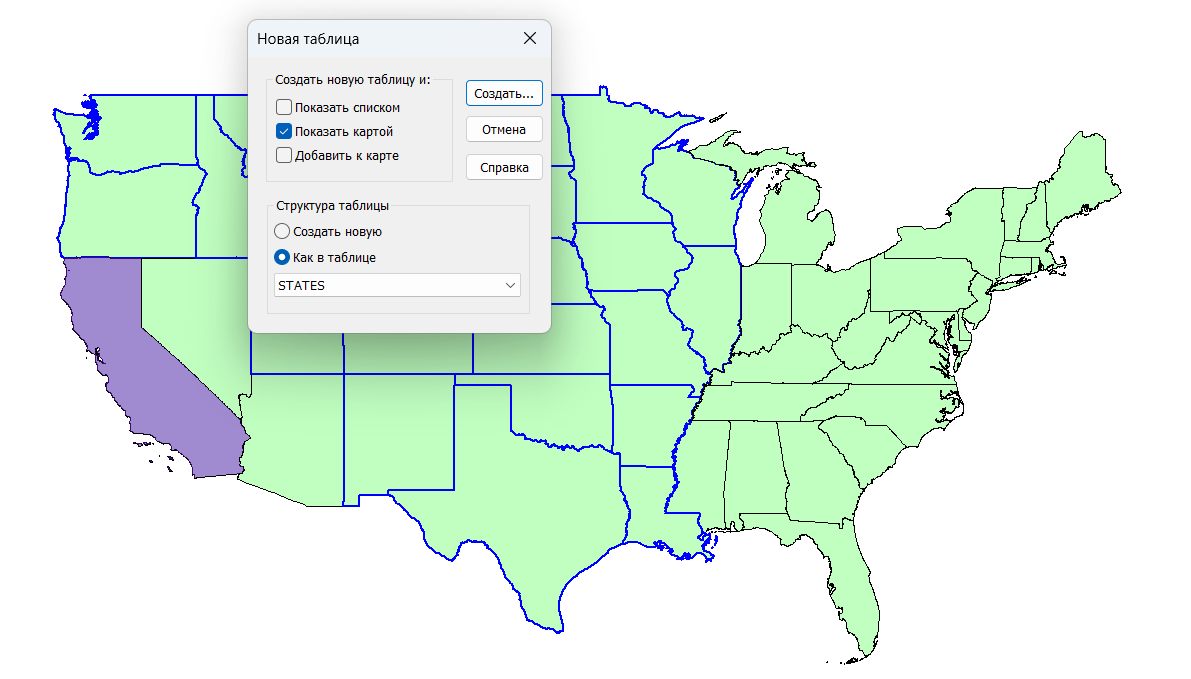 Новая таблица
Создать новую таблицу и:
Создать...
Показать списком
Показать картой
Отмена
Добавить к карте
Справка
Структура таблицы
Создать новую
Как в таблице
STATES